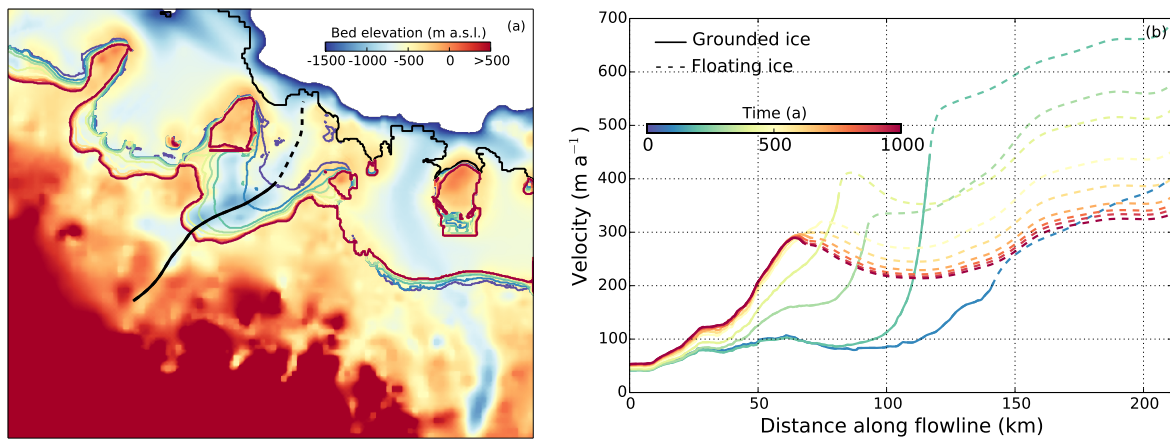 (a)
Bed elevation (m a.s.l.)
-1500 -1000 -500 0 >500
(b)
Velocity (m a⁻¹)
700
600
500
400
300
200
100
0
Grounded ice
Floating ice
Time (a)
0 500 1000
0 50 100 150 200
Distance along flowline (km)